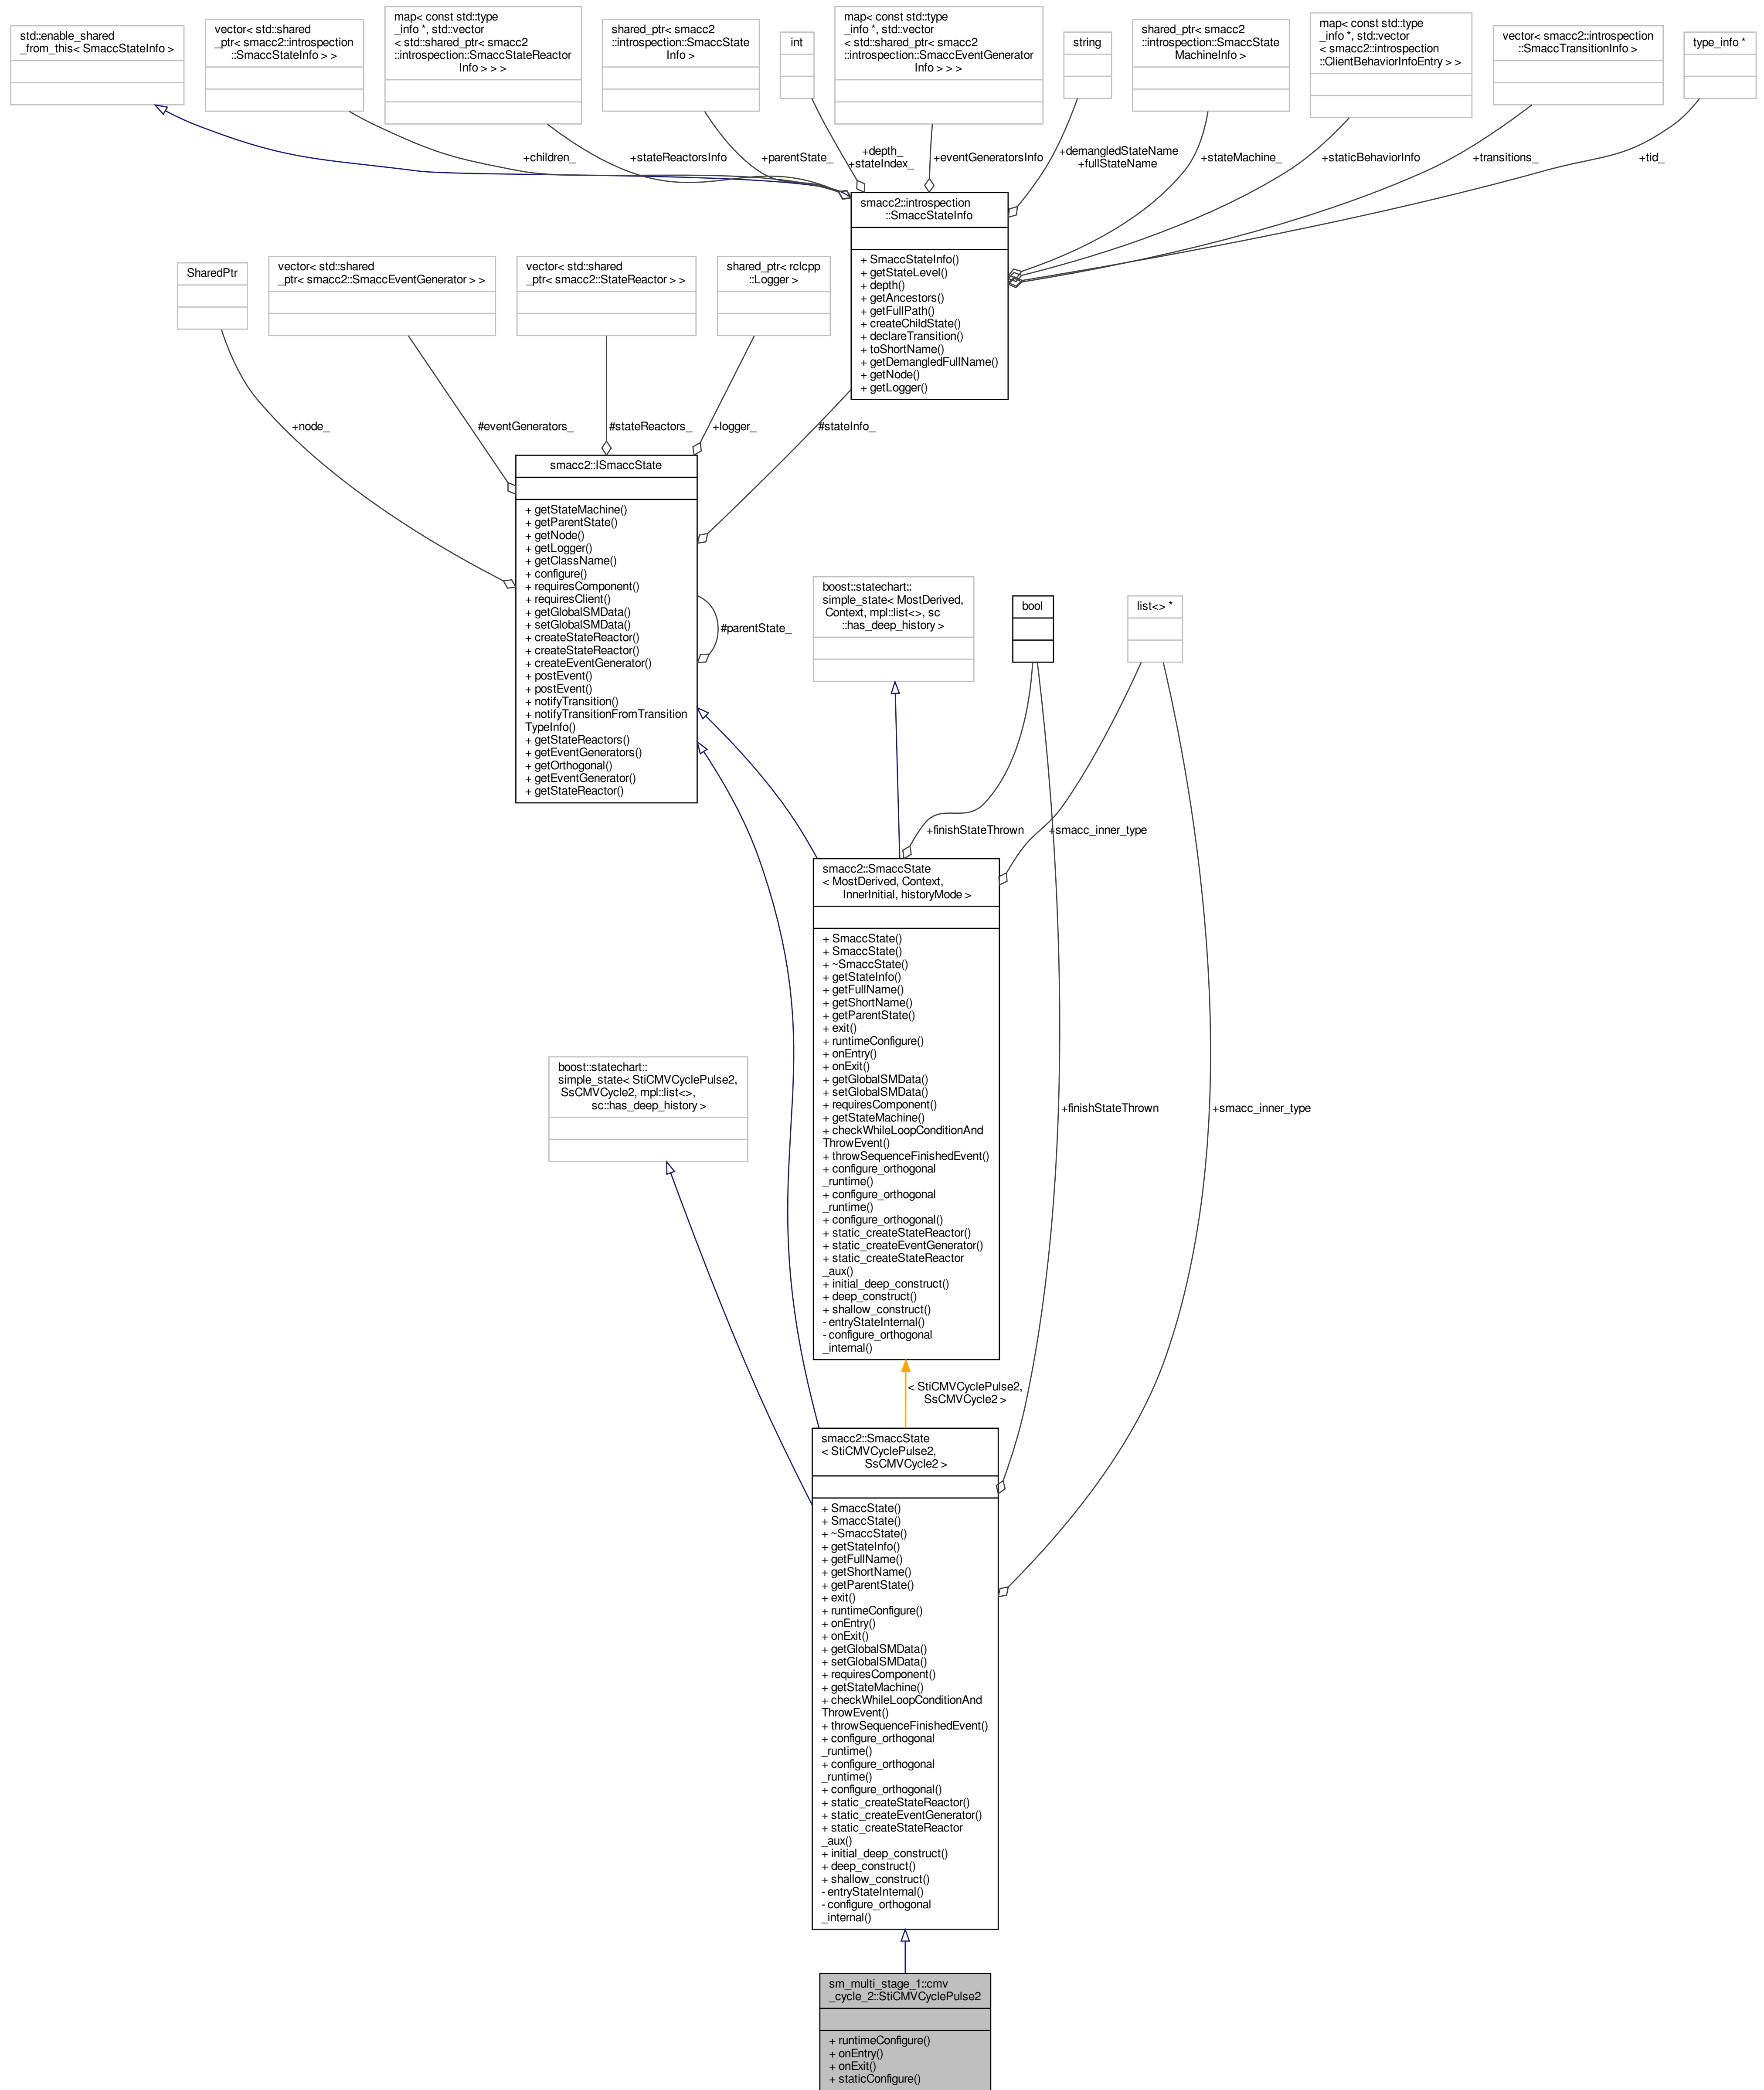 std::enable_shared
_from_this< SmaccStateInfo >
vector< std::shared
_ptr< smacc2::introspection
::SmaccStateInfo > >
map< const std::type
_info *, std::vector
< std::shared_ptr< smacc2
::introspection::SmaccStateReactor
Info > > >
shared_ptr< smacc2
::introspection::SmaccState
Info >
int
map< const std::type
_info *, std::vector
< std::shared_ptr< smacc2
::introspection::SmaccEventGenerator
Info > > >
string
shared_ptr< smacc2
::introspection::SmaccState
MachineInfo >
map< const std::type
_info *, std::vector
< smacc2::introspection
::ClientBehaviorInfoEntry > >
vector< smacc2::introspection
::SmaccTransitionInfo >
type_info *
+children_
+stateReactorsInfo
+parentState_
+depth_
+stateIndex_
+eventGeneratorsInfo
+demangledStateName
+fullStateName
+stateMachine_
+staticBehaviorInfo
+transitions_
+tid_
smacc2::introspection
::SmaccStateInfo
+ SmaccStateInfo()
+ getStateLevel()
+ depth()
+ getAncestors()
+ getFullPath()
+ createChildState()
+ declareTransition()
+ toShortName()
+ getDemangledFullName()
+ getNode()
+ getLogger()
SharedPtr
vector< std::shared
_ptr< smacc2::SmaccEventGenerator > >
vector< std::shared
_ptr< smacc2::StateReactor > >
shared_ptr< rclcpp
::Logger >
+node_
#eventGenerators_
#stateReactors_
+logger_
#stateInfo_
smacc2::ISmaccState
+ getStateMachine()
+ getParentState()
+ getNode()
+ getLogger()
+ getClassName()
+ configure()
+ requiresComponent()
+ requiresClient()
+ getGlobalSMData()
+ setGlobalSMData()
+ createStateReactor()
+ createStateReactor()
+ createEventGenerator()
+ postEvent()
+ postEvent()
+ notifyTransition()
+ notifyTransitionFromTransition
TypeInfo()
+ getStateReactors()
+ getEventGenerators()
+ getOrthogonal()
+ getEventGenerator()
+ getStateReactor()
#parentState_
boost::statechart::
simple_state< MostDerived,
Context, mpl::list<>, sc
::has_deep_history >
bool
list<> *
+finishStateThrown
+smacc_inner_type
smacc2::SmaccState
< MostDerived, Context,
InnerInitial, historyMode >
+ SmaccState()
+ SmaccState()
+ ~SmaccState()
+ getStateInfo()
+ getFullName()
+ getShortName()
+ getParentState()
+ exit()
+ runtimeConfigure()
+ onEntry()
+ onExit()
+ getGlobalSMData()
+ setGlobalSMData()
+ requiresComponent()
+ getStateMachine()
+ checkWhileLoopConditionAnd
ThrowEvent()
+ throwSequenceFinishedEvent()
+ configure_orthogonal
_runtime()
+ configure_orthogonal
_runtime()
+ configure_orthogonal()
+ static_createStateReactor()
+ static_createEventGenerator()
+ static_createStateReactor
_aux()
+ initial_deep_construct()
+ deep_construct()
+ shallow_construct()
- entryStateInternal()
- configure_orthogonal
_internal()
boost::statechart::
simple_state< StiCMVCyclePulse2,
SsCMVCycle2, mpl::list<>,
sc::has_deep_history >
+finishStateThrown
+smacc_inner_type
< StiCMVCyclePulse2,
SsCMVCycle2 >
smacc2::SmaccState
< StiCMVCyclePulse2,
SsCMVCycle2 >
+ SmaccState()
+ SmaccState()
+ ~SmaccState()
+ getStateInfo()
+ getFullName()
+ getShortName()
+ getParentState()
+ exit()
+ runtimeConfigure()
+ onEntry()
+ onExit()
+ getGlobalSMData()
+ setGlobalSMData()
+ requiresComponent()
+ getStateMachine()
+ checkWhileLoopConditionAnd
ThrowEvent()
+ throwSequenceFinishedEvent()
+ configure_orthogonal
_runtime()
+ configure_orthogonal
_runtime()
+ configure_orthogonal()
+ static_createStateReactor()
+ static_createEventGenerator()
+ static_createStateReactor
_aux()
+ initial_deep_construct()
+ deep_construct()
+ shallow_construct()
- entryStateInternal()
- configure_orthogonal
_internal()
sm_multi_stage_1::cmv
_cycle_2::StiCMVCyclePulse2
+ runtimeConfigure()
+ onEntry()
+ onExit()
+ staticConfigure()